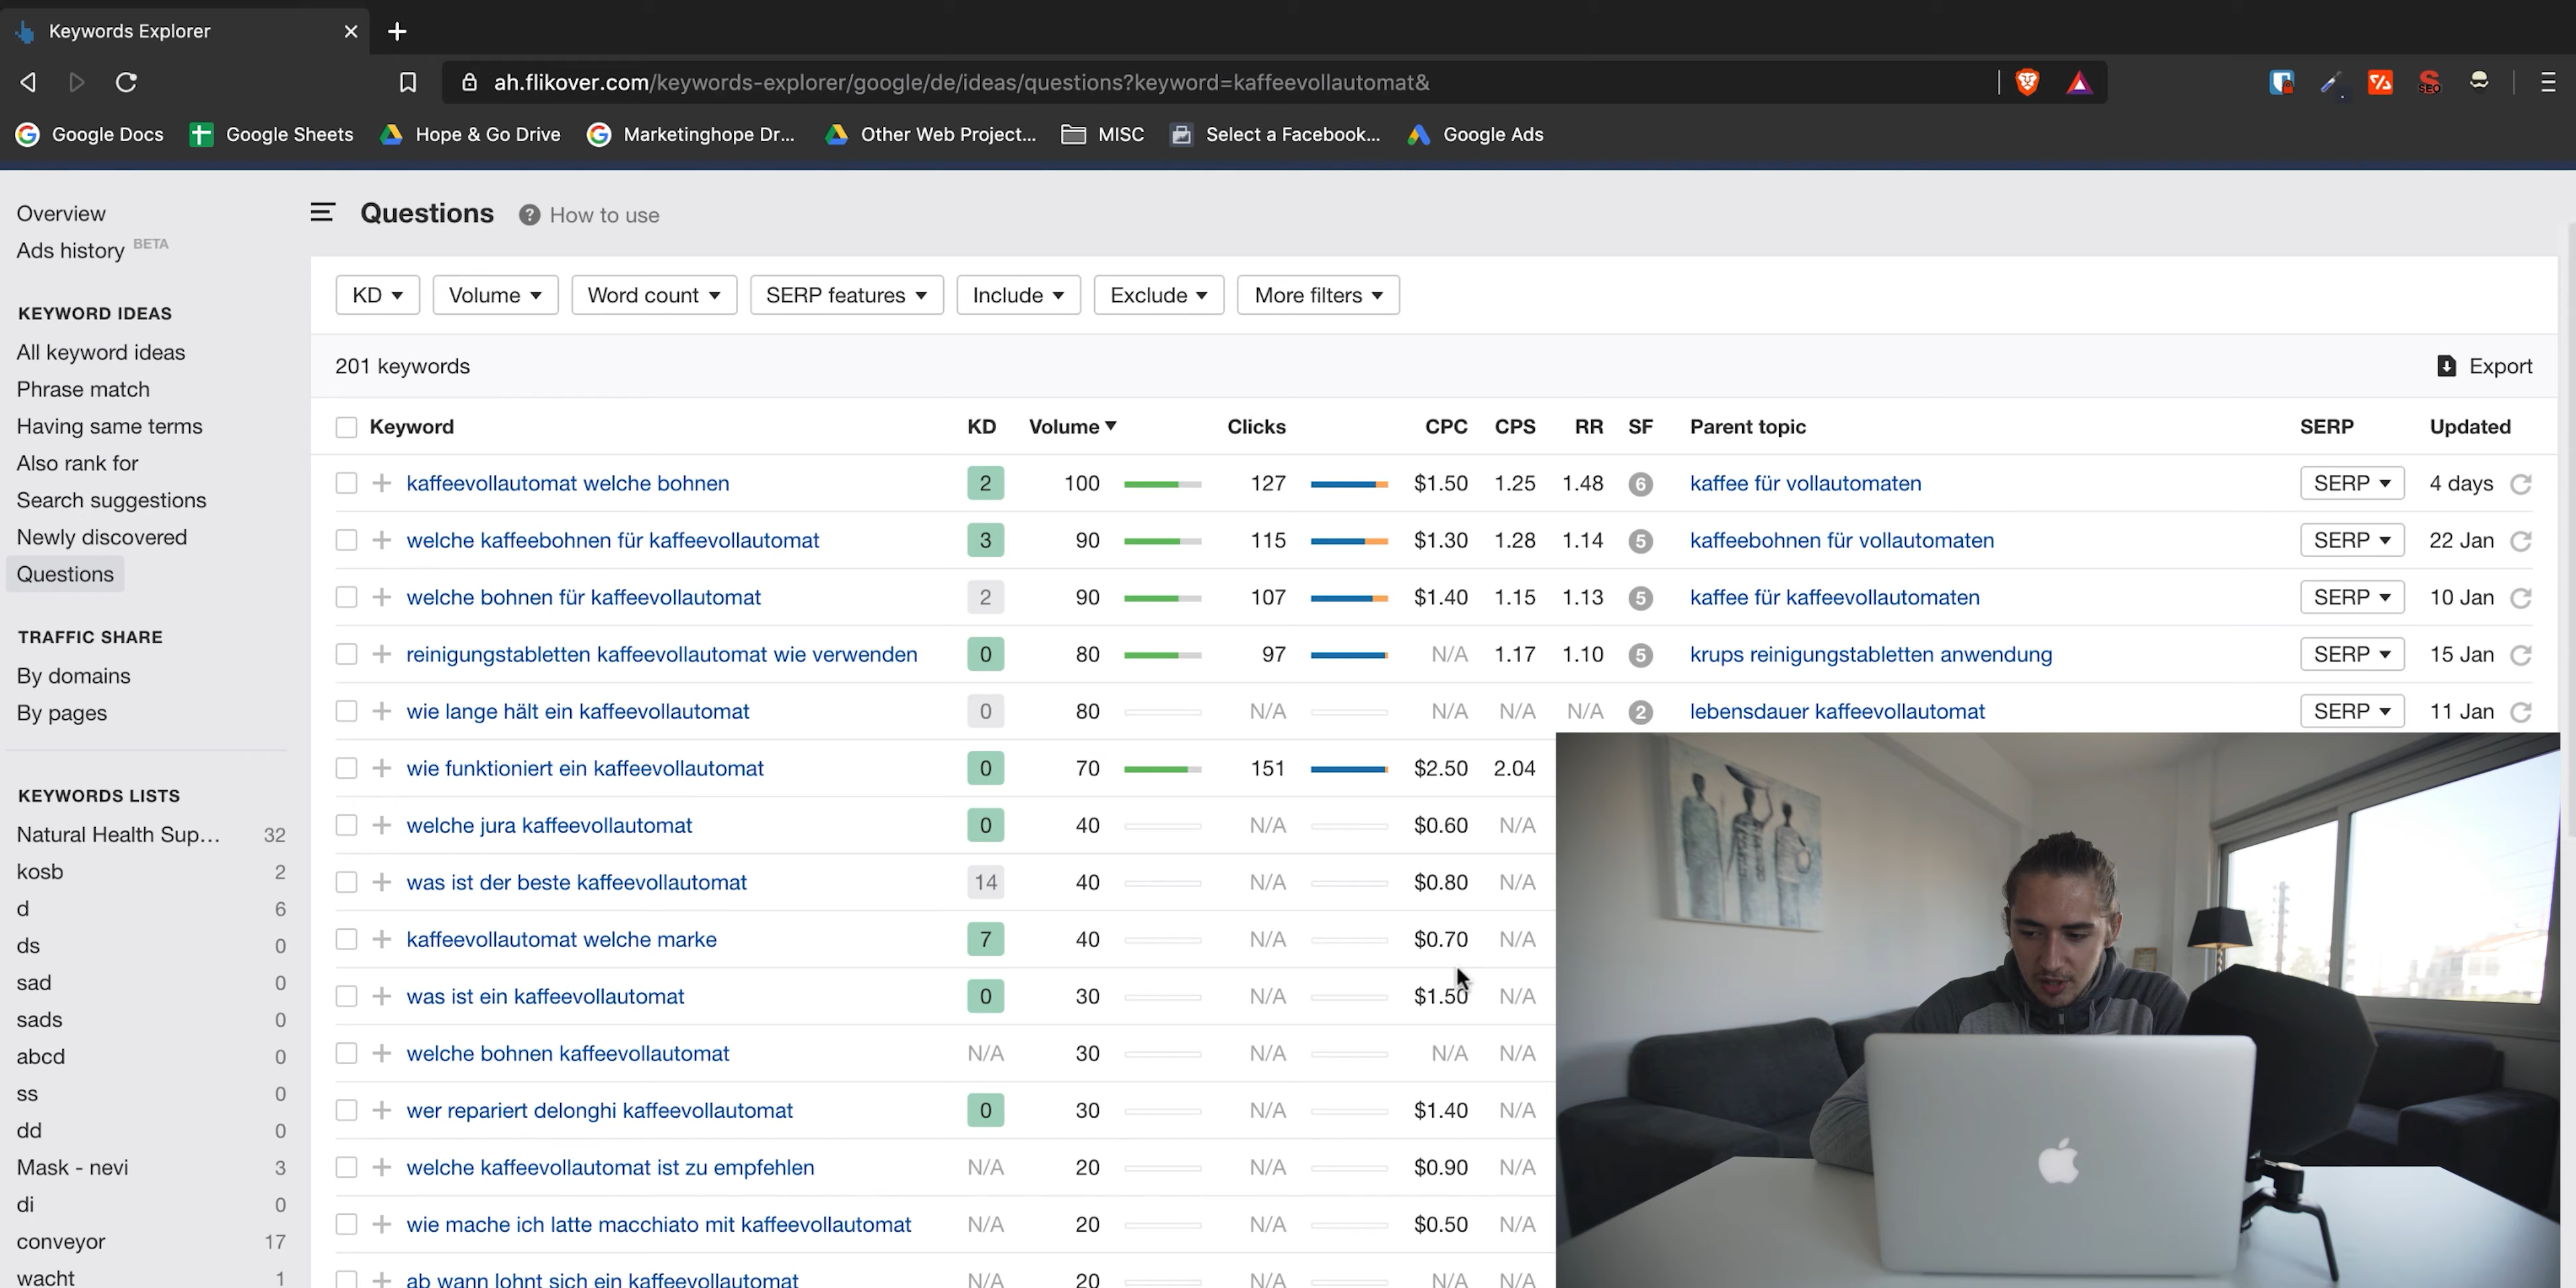 Keywords Explorer
ah.flikover.com/keywords-explorer/google/de/ideas/questions?keyword=kaffeevollautomat&
SEO
Google Docs Google Sheets Hope & Go Drive Marketinghope Dr... Other Web Project... MISC Select a Facebook... Google Ads
Overview
Ads history BETA
KEYWORD IDEAS
All keyword ideas
Phrase match
Having same terms
Also rank for
Search suggestions
Newly discovered
Questions
TRAFFIC SHARE
By domains
By pages
KEYWORDS LISTS
Natural Health Sup... 32
kosb 2
d 6
ds 0
sad 0
sads 0
abcd 0
ss 0
dd 0
Mask - nevi 3
di 0
conveyor 17
wacht 1
Questions ? How to use
KD Volume Word count SERP features Include Exclude More filters
201 keywords Export
Keyword KD Volume Clicks CPC CPS RR SF Parent topic SERP Updated
kaffeevollautomat welche bohnen 2 100 127 $1.50 1.25 1.48 6 kaffee für vollautomaten SERP 4 days
welche kaffeebohnen für kaffeevollautomat 3 90 115 $1.30 1.28 1.14 5 kaffeebohnen für vollautomaten SERP 22 Jan
welche bohnen für kaffeevollautomat 2 90 107 $1.40 1.15 1.13 5 kaffee für kaffeevollautomaten SERP 10 Jan
reinigungstabletten kaffeevollautomat wie verwenden 0 80 97 N/A 1.17 1.10 5 krups reinigungstabletten anwendung SERP 15 Jan
wie lange hält ein kaffeevollautomat 0 80 N/A N/A N/A N/A 2 lebensdauer kaffeevollautomat SERP 11 Jan
wie funktioniert ein kaffeevollautomat 0 70 151 $2.50 2.04
welche jura kaffeevollautomat 0 40 N/A $0.60 N/A
was ist der beste kaffeevollautomat 14 40 N/A $0.80 N/A
kaffeevollautomat welche marke 7 40 N/A $0.70 N/A
was ist ein kaffeevollautomat 0 30 N/A $1.50 N/A
welche bohnen kaffeevollautomat N/A 30 N/A N/A N/A
wer repariert delonghi kaffeevollautomat 0 30 N/A $1.40 N/A
welche kaffeevollautomat ist zu empfehlen N/A 20 N/A $0.90 N/A
wie mache ich latte macchiato mit kaffeevollautomat N/A 20 N/A $0.50 N/A
ab wann lohnt sich ein kaffeevollautomat N/A 20 N/A N/A N/A